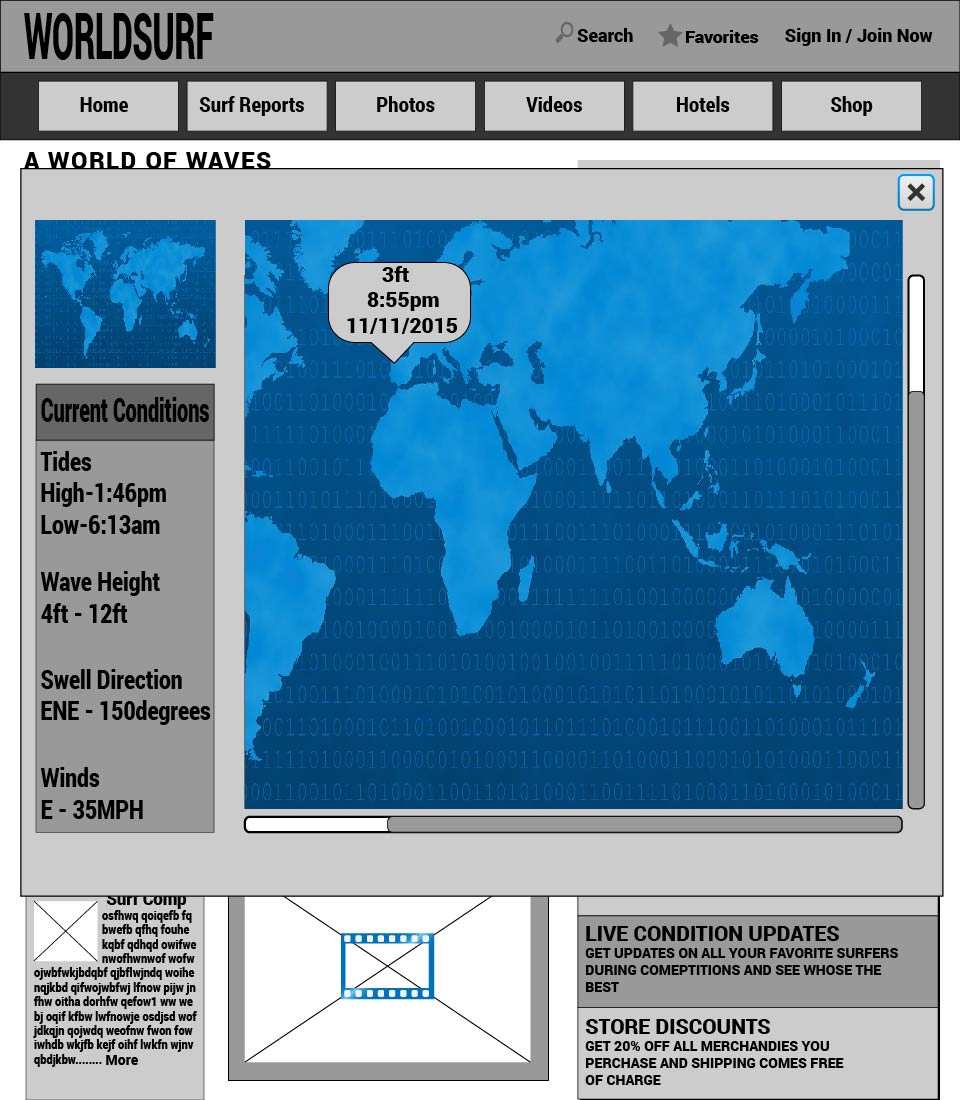 WORLDSURF
Search
Favorites
Sign In / Join Now
Home
Surf Reports
Photos
Videos
Hotels
Shop
A WORLD OF WAVES
3ft
8:55pm
11/11/2015
Current Conditions
Tides
High-1:46pm
Low-6:13am
Wave Height
4ft - 12ft
Swell Direction
ENE - 150degrees
Winds
E - 35MPH
Surf Comp
osfhwq qoiqefb fq
bwefb qfhq fouhe
kqbf qdhqd owifwe
nwofhwnwof wofw
ojwbfwkjbdqbf qjbflwjndq woihe
nqjkbd qifwojwbfwj lfnow pijw jn
fhw oitha dorhfw qefow1 ww we
bj oqif kfbw lwfnowje osdjsd wof
jdkqjn qojwdq weofnw fwon fow
iwhdb wkjfb kejf oihf lwkfn wjnv
qbdjkbw........ More
LIVE CONDITION UPDATES
GET UPDATES ON ALL YOUR FAVORITE SURFERS
DURING COMEPTITIONS AND SEE WHOSE THE
BEST
STORE DISCOUNTS
GET 20% OFF ALL MERCHANDIES YOU
PERCHASE AND SHIPPING COMES FREE
OF CHARGE